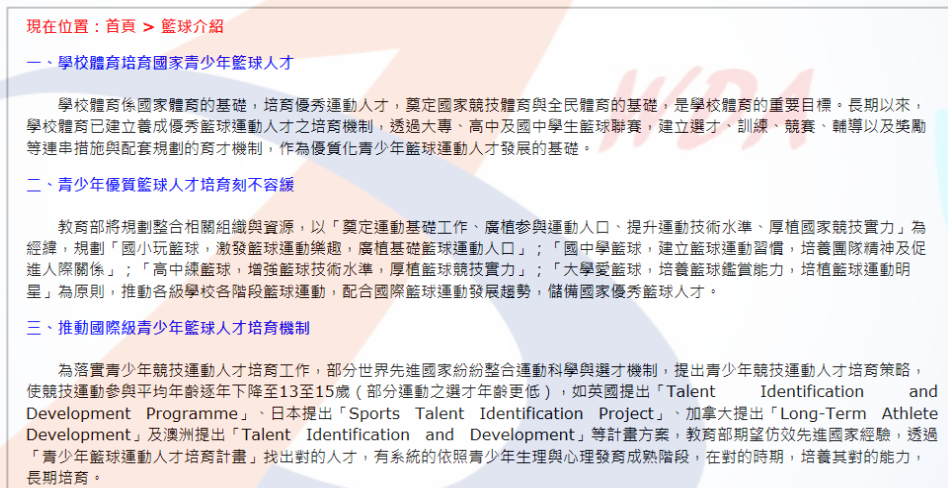 現在位置：首頁 > 籃球介紹
一、學校體育培育國家青少年籃球人才
學校體育係國家體育的基礎，培育優秀運動人才，奠定國家競技體育與全民體育的基礎，是學校體育的重要目標。長期以來，
學校體育已建立養成優秀籃球運動人才之培育機制，透過大專、高中及國中學生籃球聯賽，建立選才、訓練、競賽、輔導以及獎勵
等連串措施與配套規劃的育才機制，作為優質化青少年籃球運動人才發展的基礎。
二、青少年優質籃球人才培育刻不容緩
教育部將規劃整合相關組織與資源，以「奠定運動基礎工作、廣植參與運動人口、提升運動技術水準、厚植國家競技實力」為
經緯，規劃「國小玩籃球，激發籃球運動樂趣，廣植基礎籃球運動人口」；「國中學籃球，建立籃球運動習慣，培養團隊精神及促
進人際關係」；「高中練籃球，增強籃球技術水準，厚植籃球競技實力」；「大學愛籃球，培養籃球鑑賞能力，培植籃球運動明
星」為原則，推動各級學校各階段籃球運動，配合國際籃球運動發展趨勢，儲備國家優秀籃球人才。
三、推動國際級青少年籃球人才培育機制
為落實青少年競技運動人才培育工作，部分世界先進國家紛紛整合運動科學與選才機制，提出青少年競技運動人才培育策略，
使競技運動參與平均年齡逐年下降至13至15歲（部分運動之選才年齡更低），如英國提出「Talent Identification and
Development Programme」、日本提出「Sports Talent Identification Project」、加拿大提出「Long-Term Athlete
Development」及澳洲提出「Talent Identification and Development」等計畫方案，教育部期望仿效先進國家經驗，透過
「青少年籃球運動人才培育計畫」找出對的人才，有系統的依照青少年生理與心理發育成熟階段，在對的時期，培養其對的能力，
長期培育。
WDA